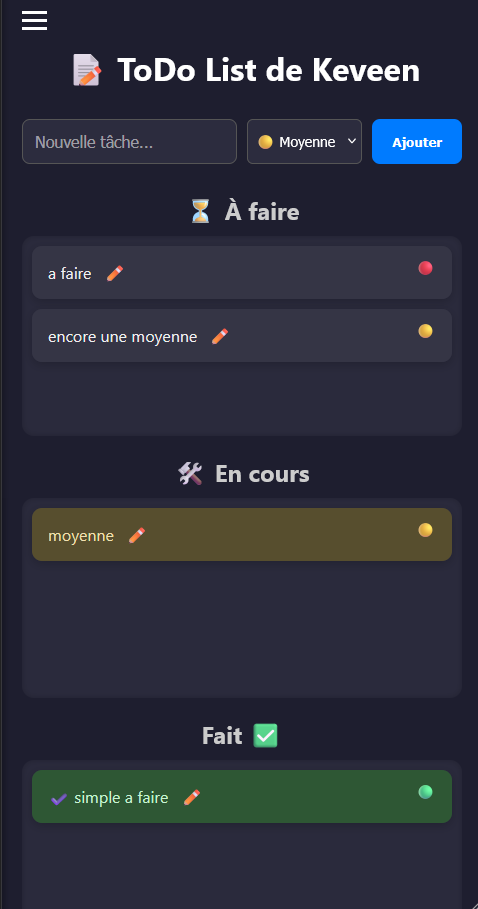 ToDo List de Keveen
Nouvelle tâche... Moyenne Ajouter
À faire
a faire
encore une moyenne
En cours
moyenne
Fait
simple a faire